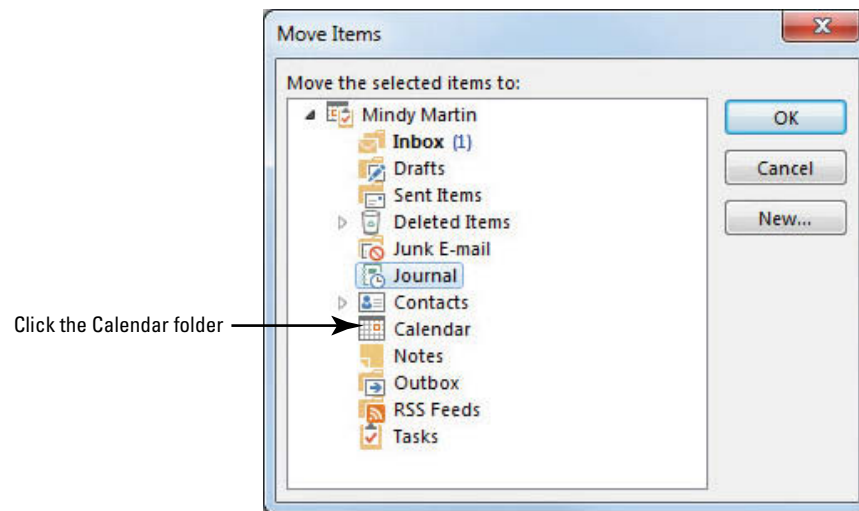 Move Items
Move the selected items to:
Mindy Martin
Inbox (1)
Drafts
Sent Items
Deleted Items
Junk E-mail
Journal
Contacts
Calendar
Notes
Outbox
RSS Feeds
Tasks
OK
Cancel
New...
Click the Calendar folder